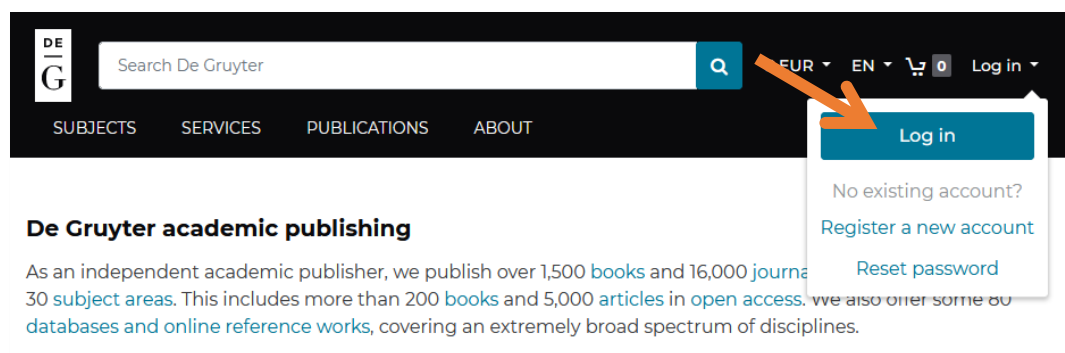 DE
G
Search De Gruyter
EUR EN 0 Log in
SUBJECTS SERVICES PUBLICATIONS ABOUT
Log in
No existing account?
Register a new account
Reset password
De Gruyter academic publishing
As an independent academic publisher, we publish over 1,500 books and 16,000
30 subject areas. This includes more than 200 books and 5,000 articles in open access. We also offer some 80
databases and online reference works, covering an extremely broad spectrum of disciplines.